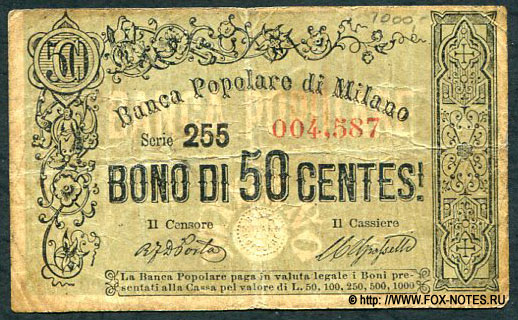 1000
50
Banca Popolare di Milano
Serie 255 004,587
BONO DI 50 CENTES!
Il Censore Il Cassiere
La Banca Popolare paga in valuta legale i Boni pre-
sentati alla Cassa pel valore di L. 50, 100, 250, 500, 1000
© http://www.FOX-NOTES.RU